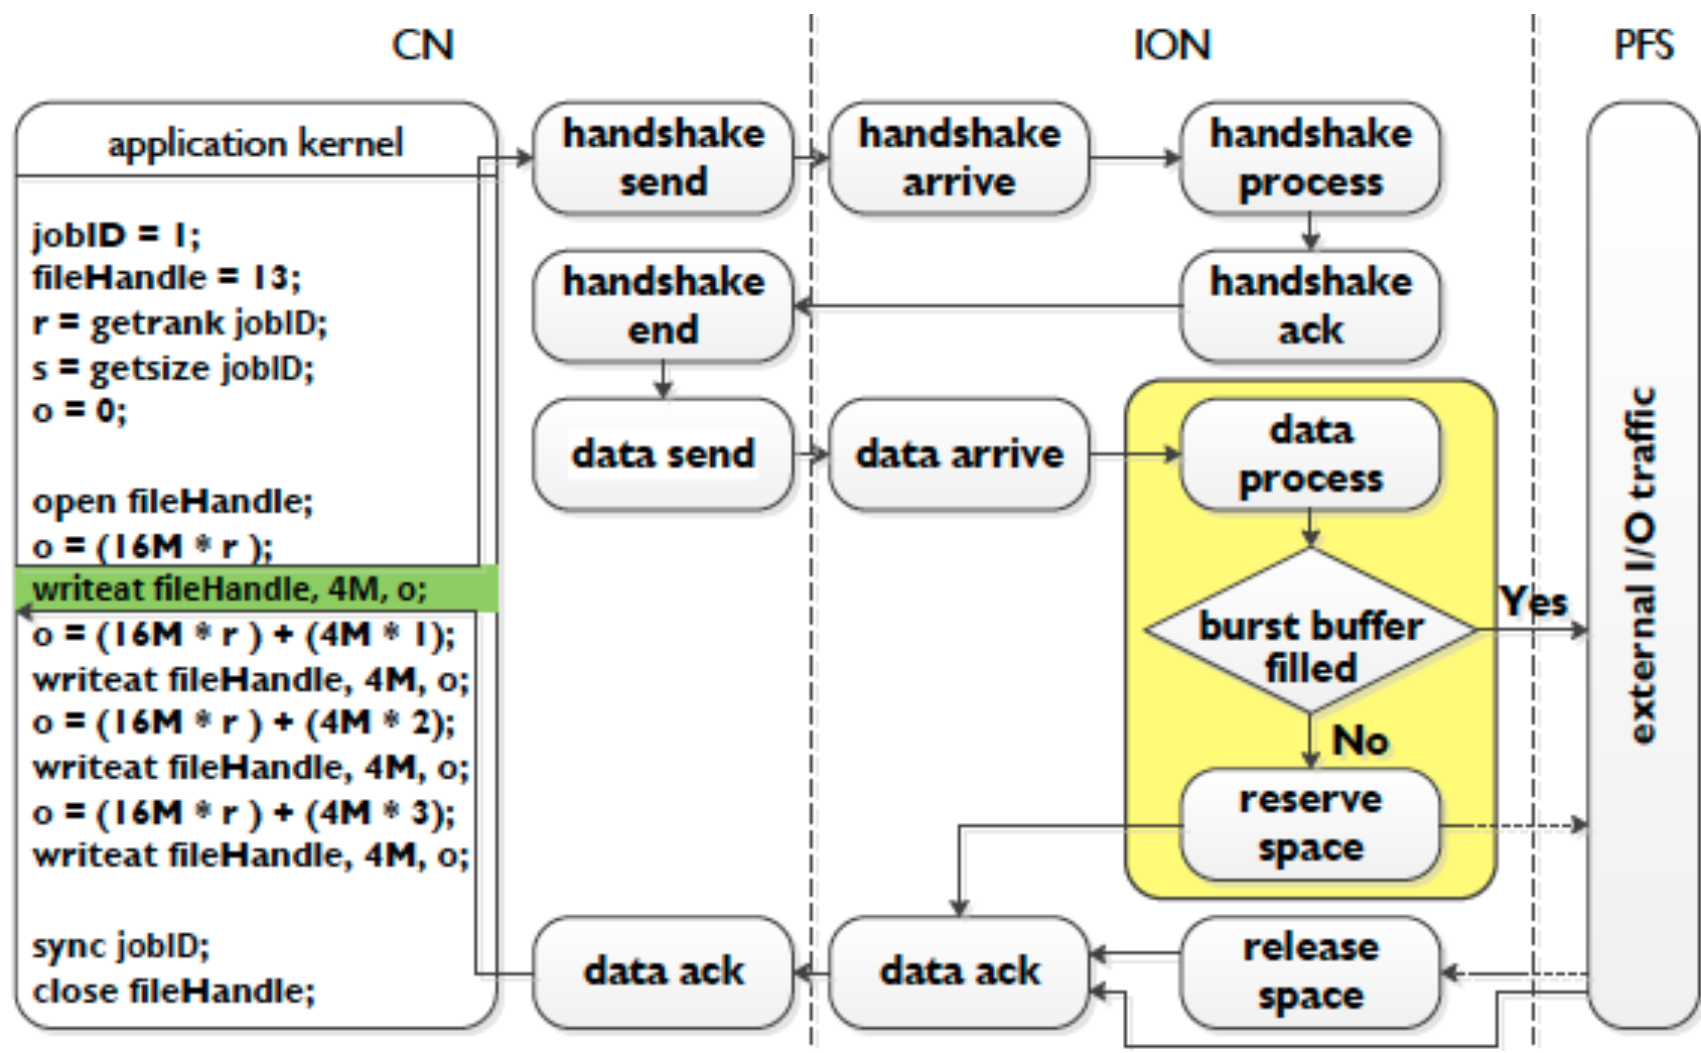 CN
ION
PFS
application kernel
jobID = 1;
fileHandle = 13;
r = getrank jobID;
s = getsize jobID;
o = 0;
open fileHandle;
o = (16M * r );
writeat fileHandle, 4M, o;
o = (16M * r ) + (4M * 1);
writeat fileHandle, 4M, o;
o = (16M * r ) + (4M * 2);
writeat fileHandle, 4M, o;
o = (16M * r ) + (4M * 3);
writeat fileHandle, 4M, o;
sync jobID;
close fileHandle;
handshake
send
handshake
arrive
handshake
process
handshake
end
handshake
ack
data send
data arrive
data
process
burst buffer
filled
Yes
No
reserve
space
data ack
data ack
release
space
external I/O traffic